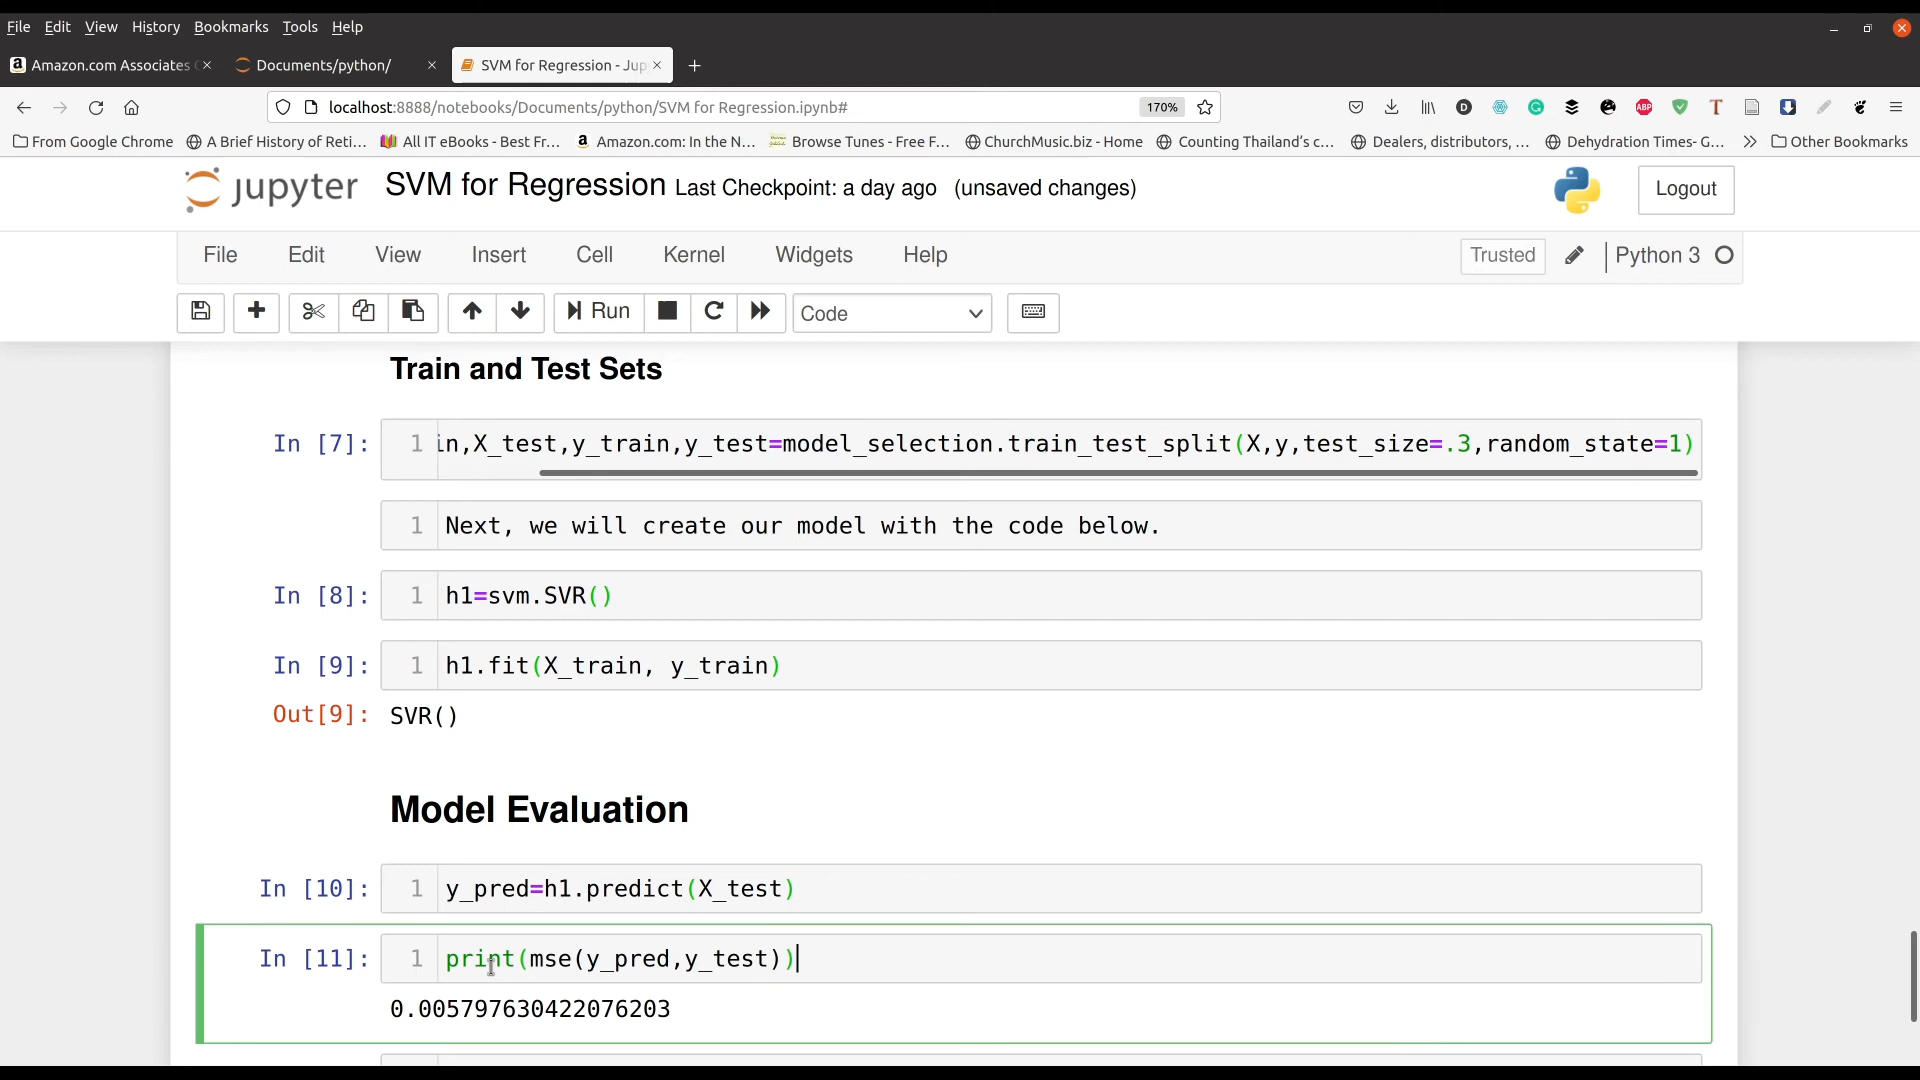 File Edit View History Bookmarks Tools Help
Amazon.com Associates Documents/python/ SVM for Regression - Jup
localhost:8888/notebooks/Documents/python/SVM for Regression.ipynb# 170%
From Google Chrome A Brief History of Reti... All IT eBooks - Best Fr... Amazon.com: In the N... Browse Tunes - Free F... ChurchMusic.biz - Home Counting Thailand’s c... Dealers, distributors, ... Dehydration Times- G... Other Bookmarks
jupyter SVM for Regression Last Checkpoint: a day ago (unsaved changes) Logout
File Edit View Insert Cell Kernel Widgets Help Trusted Python 3
Run Code
Train and Test Sets
In [7]: 1 in,X_test,y_train,y_test=model_selection.train_test_split(X,y,test_size=.3,random_state=1)
1 Next, we will create our model with the code below.
In [8]: 1 h1=svm.SVR()
In [9]: 1 h1.fit(X_train, y_train)
Out[9]: SVR()
Model Evaluation
In [10]: 1 y_pred=h1.predict(X_test)
In [11]: 1 print(mse(y_pred,y_test))
0.005797630422076203